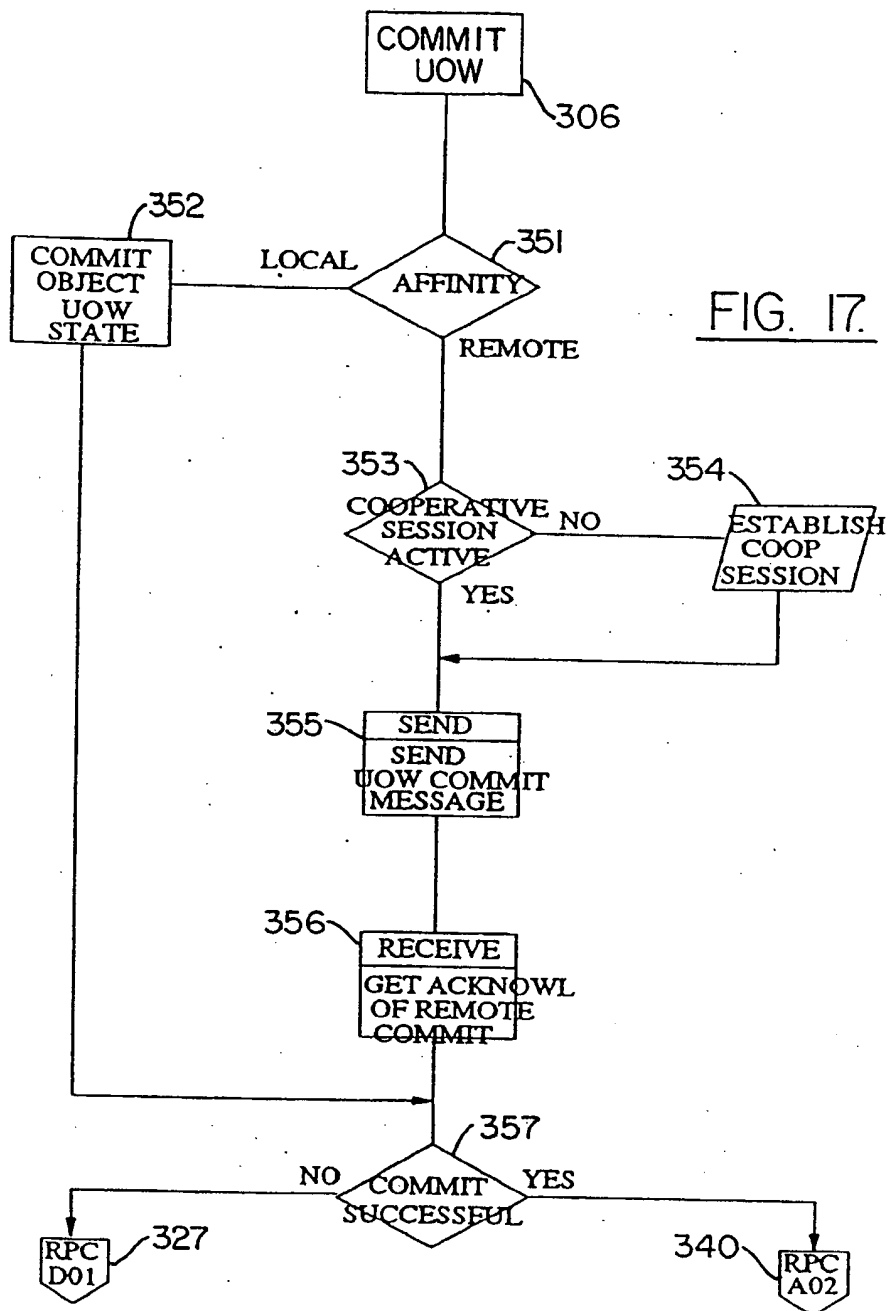 COMMIT
UOW
306
352
351
COMMIT
OBJECT
UOW
STATE
LOCAL
AFFINITY
FIG. 17.
REMOTE
353
354
COOPERATIVE
SESSION
ACTIVE
NO
ESTABLISH
COOP
SESSION
YES
355
SEND
SEND
UOW COMMIT
MESSAGE
356
RECEIVE
GET ACKNOWL
OF REMOTE
COMMIT
357
NO
YES
COMMIT
SUCCESSFUL
RPC
D01
327
340
RPC
A02